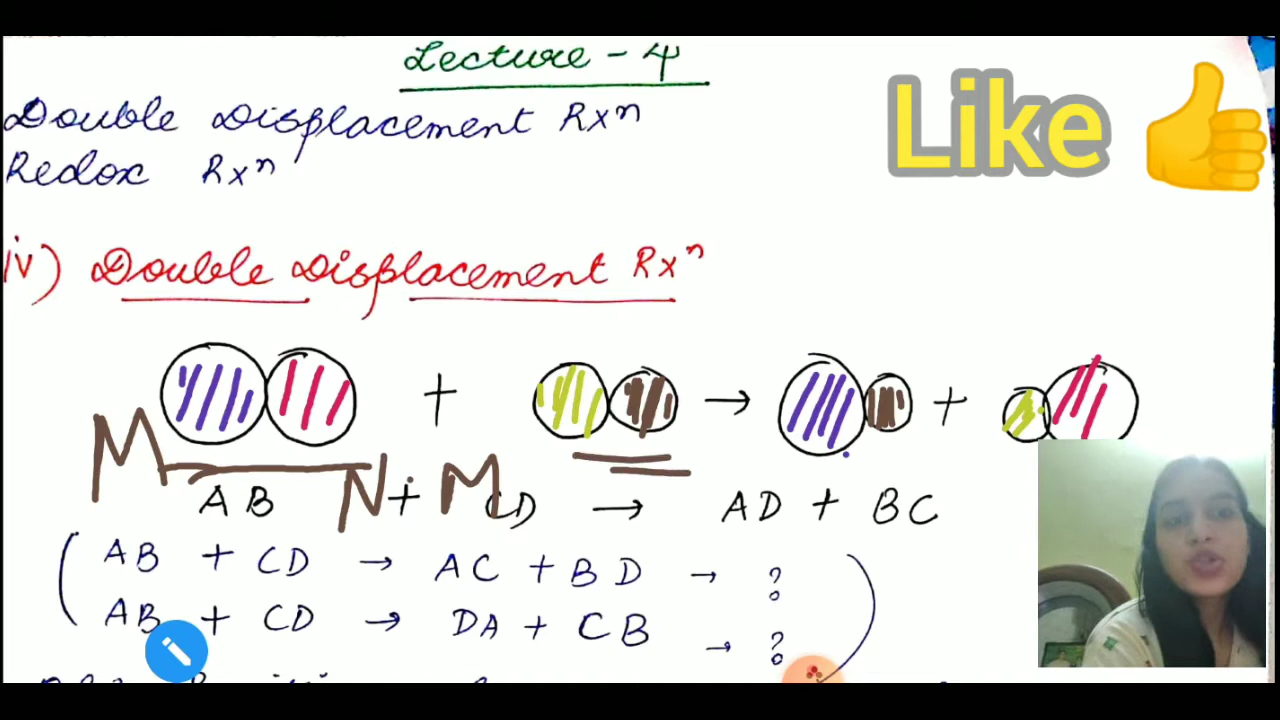 Lecture - 4
Double Displacement Rxⁿ
Redox Rxⁿ
Like
iv) Double Displacement Rxⁿ
+ → +
M N M
AB + CD → AD + BC
AB + CD → AC + BD → ?
AB + CD → DA + CB → ?